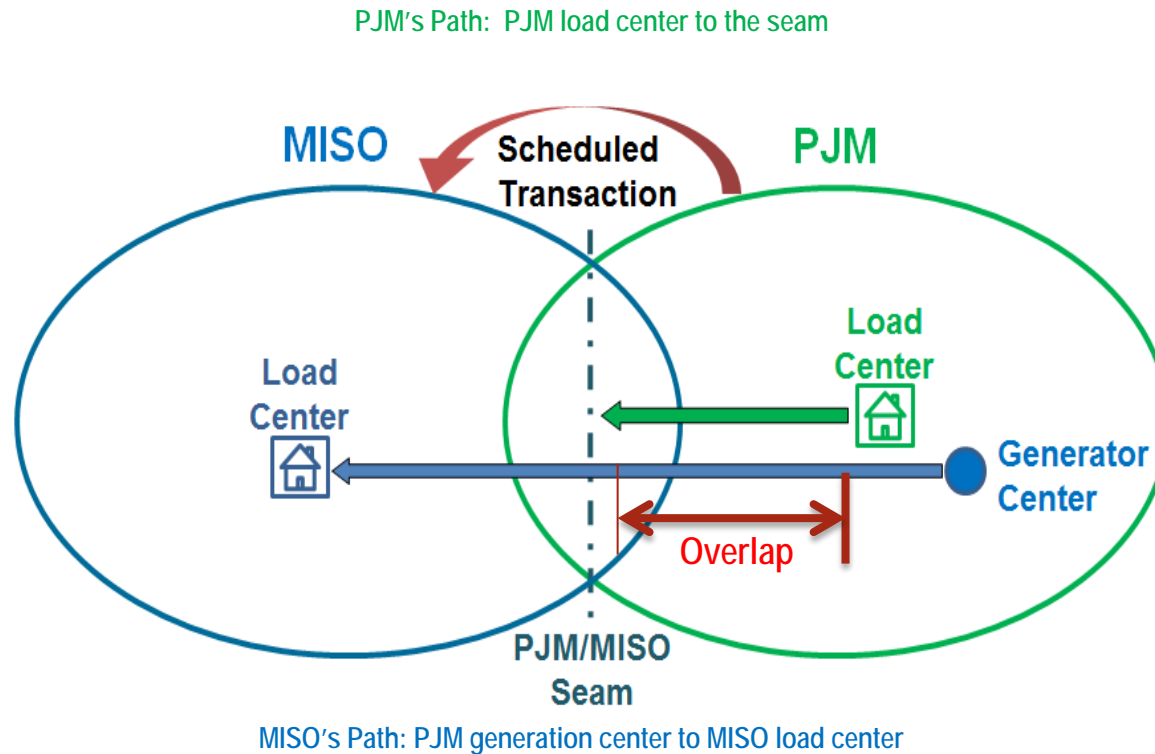 PJM's Path: PJM load center to the seam
MISO
Scheduled
Transaction
PJM
Load
Center
Load
Center
Generator
Center
Overlap
PJM/MISO
Seam
MISO's Path: PJM generation center to MISO load center